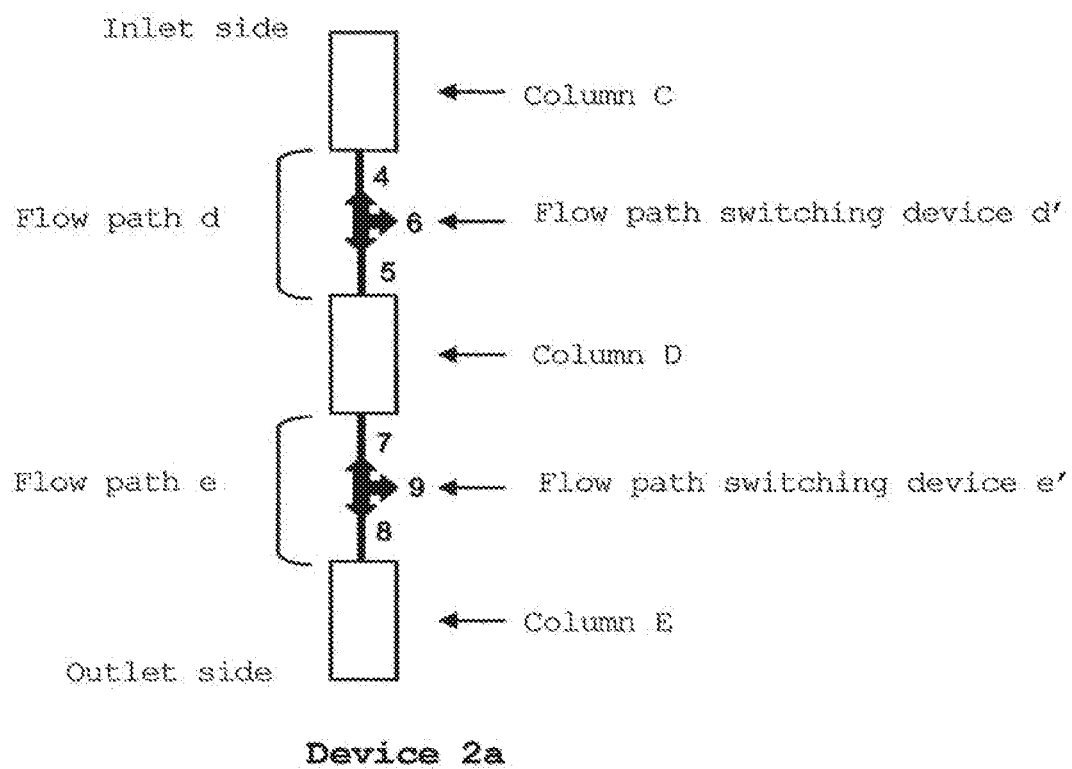 Inlet side
Column C
4
Flow path d
6
Flow path switching device d'
5
Column D
7
Flow path e
9
Flow path switching device e'
8
Column E
Outlet side
Device 2a